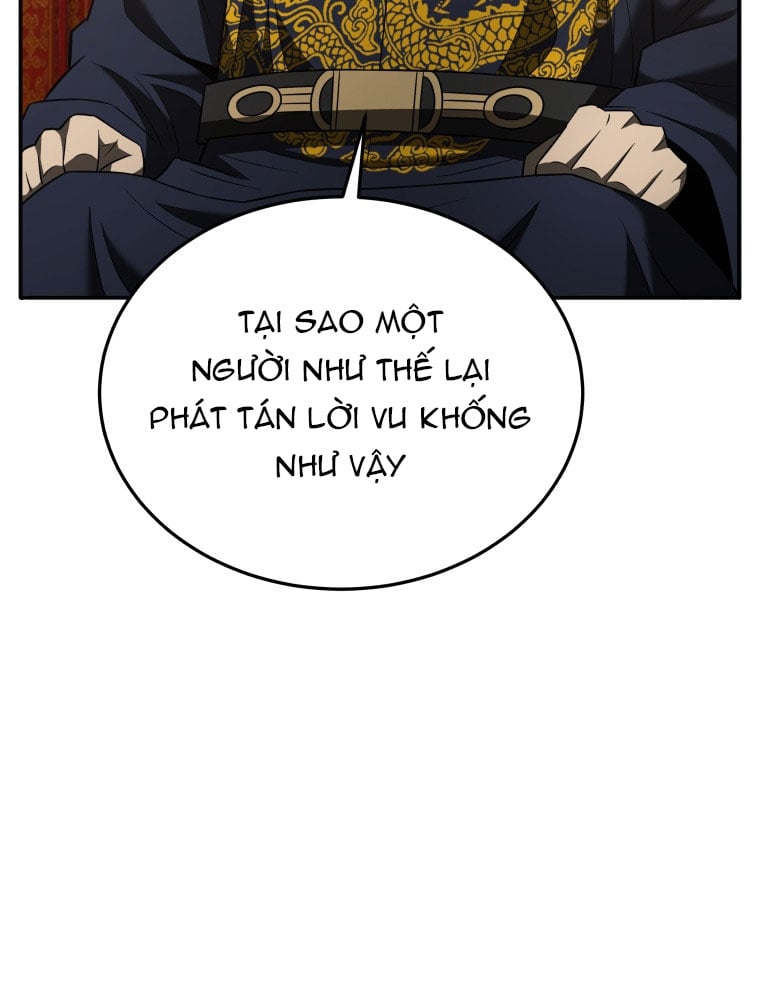 TẠI SAO MỘT
NGƯỜI NHƯ THẾ LẠI
PHÁT TÁN LỜI VU KHỐNG
NHƯ VẬY